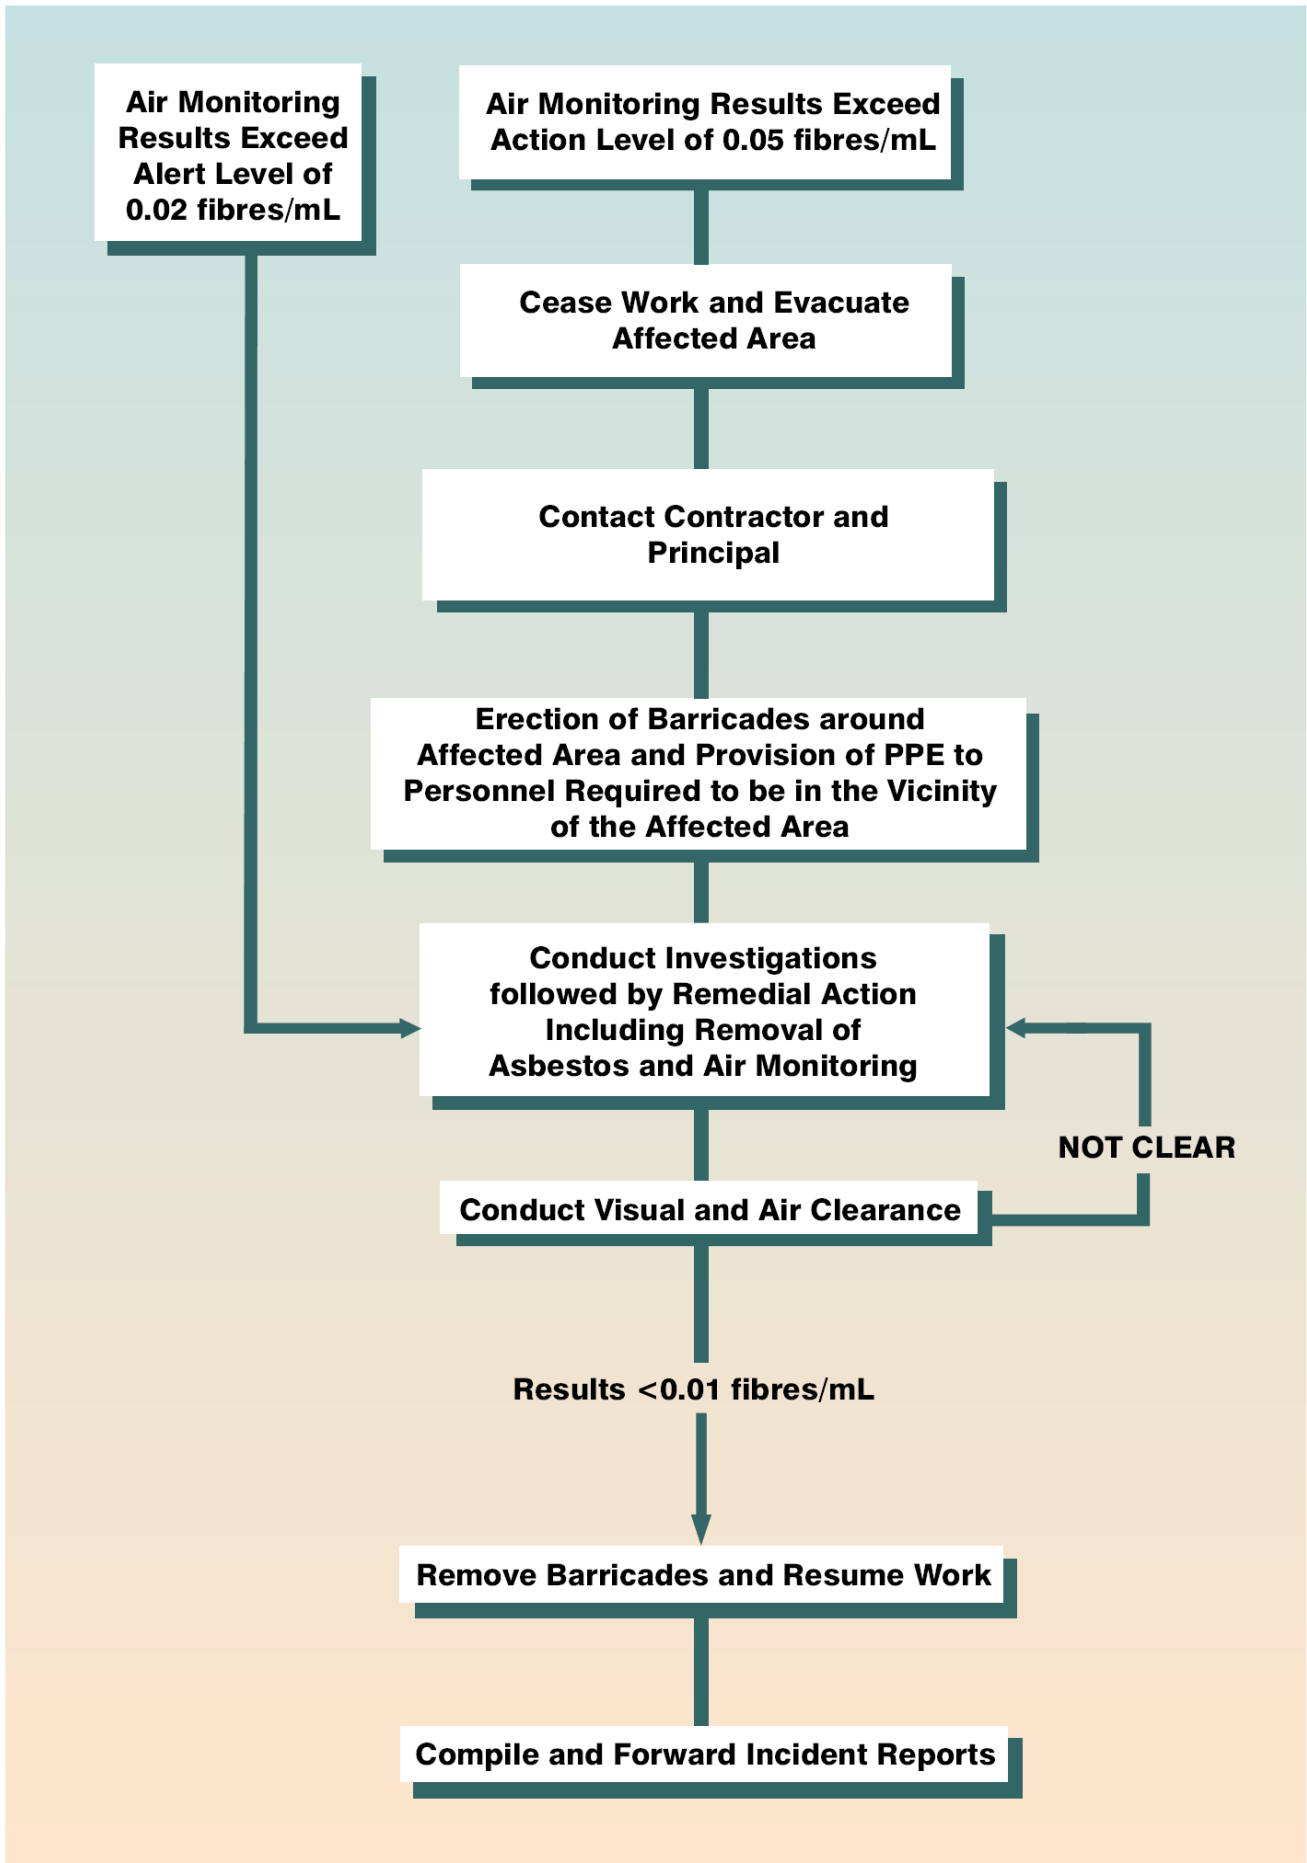 Air Monitoring
Results Exceed
Alert Level of
0.02 fibres/mL
Air Monitoring Results Exceed
Action Level of 0.05 fibres/mL
Cease Work and Evacuate
Affected Area
Contact Contractor and
Principal
Erection of Barricades around
Affected Area and Provision of PPE to
Personnel Required to be in the Vicinity
of the Affected Area
Conduct Investigations
followed by Remedial Action
Including Removal of
Asbestos and Air Monitoring
NOT CLEAR
Conduct Visual and Air Clearance
Results <0.01 fibres/mL
Remove Barricades and Resume Work
Compile and Forward Incident Reports